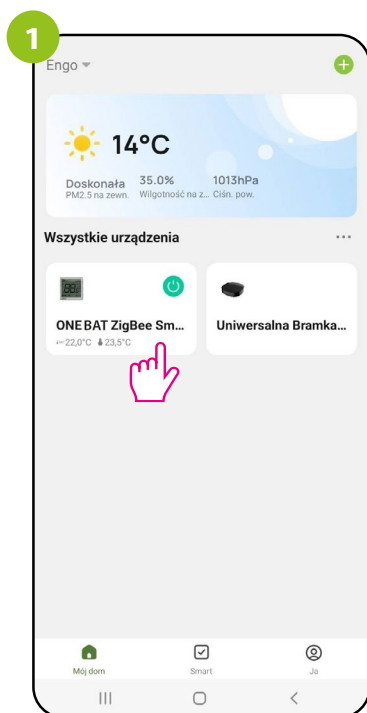 1
Engo
14°C
Doskonała 35.0% 1013hPa
PM2.5 na zewn. Wilgotność na z... Ciśn. pow.
Wszystkie urządzenia ...
ONE BAT ZigBee Sm... Uniwersalna Bramka...
22,0°C 23,5°C
Mój dom Smart Ja